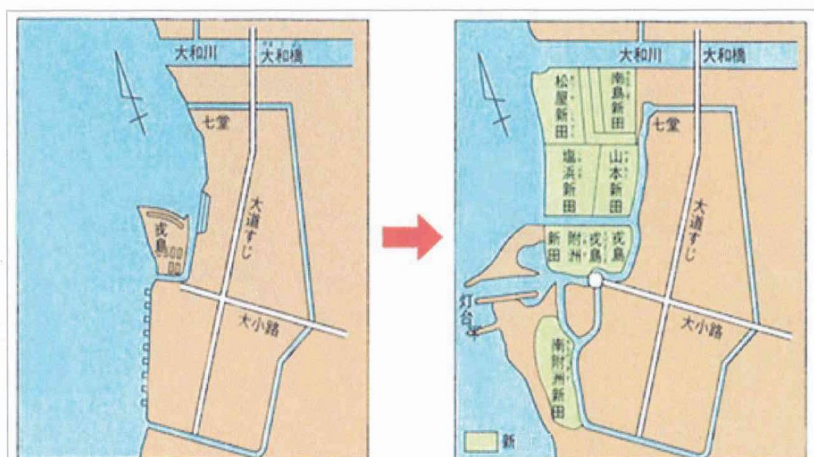 大和川
大和橋
七堂
戎島
大道すじ
大小路
大和川
大和橋
松屋新田
南島新田
七堂
塩浜新田
山本新田
大道すじ
戎島
戎島
附洲
新田
灯台
大小路
南附洲新田
新